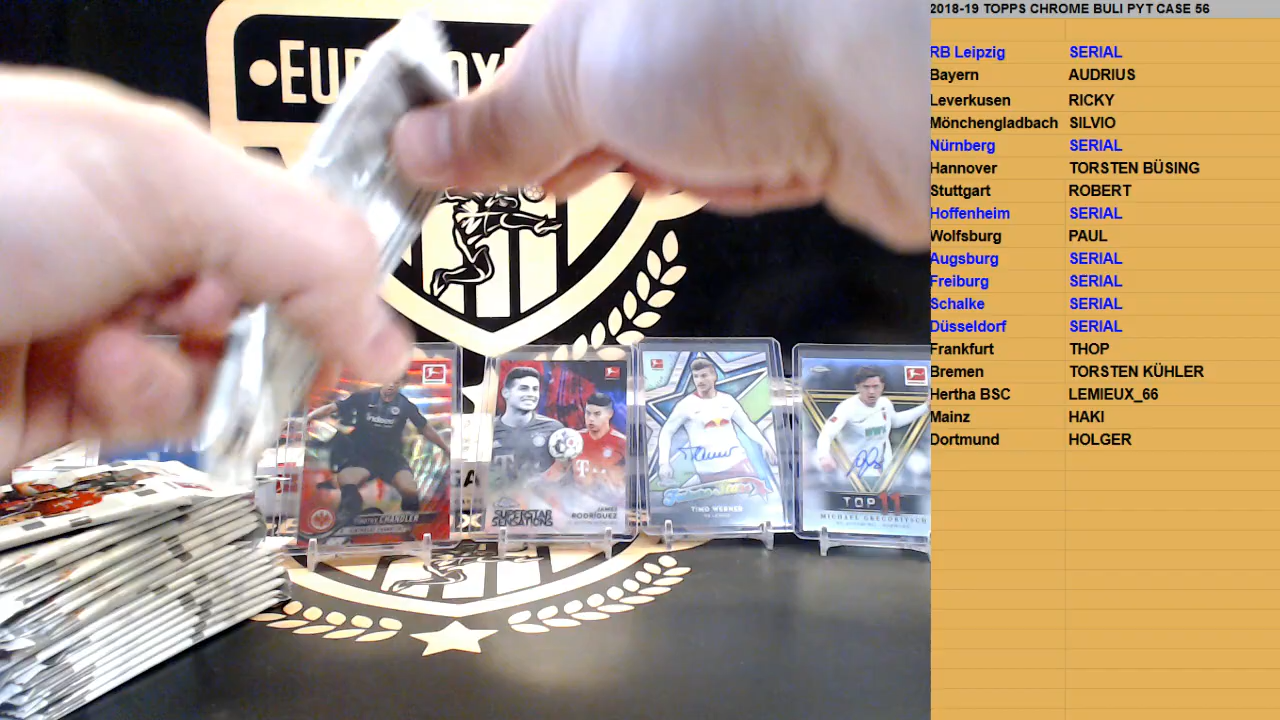 2018-19 TOPPS CHROME BULI PYT CASE 56
RB Leipzig SERIAL
Bayern AUDRIUS
Leverkusen RICKY
Mönchengladbach SILVIO
Nürnberg SERIAL
Hannover TORSTEN BÜSING
Stuttgart ROBERT
Hoffenheim SERIAL
Wolfsburg PAUL
Augsburg SERIAL
Freiburg SERIAL
Schalke SERIAL
Düsseldorf SERIAL
Frankfurt THOP
Bremen TORSTEN KÜHLER
Hertha BSC LEMIEUX_66
Mainz HAKI
Dortmund HOLGER
TIMOTHY CHANDLER
SUPERSTAR
SENSATIONS
JAMES
RODRÍGUEZ
TIMO WERNER
TOP 11
MICHAEL GREGORITSCH